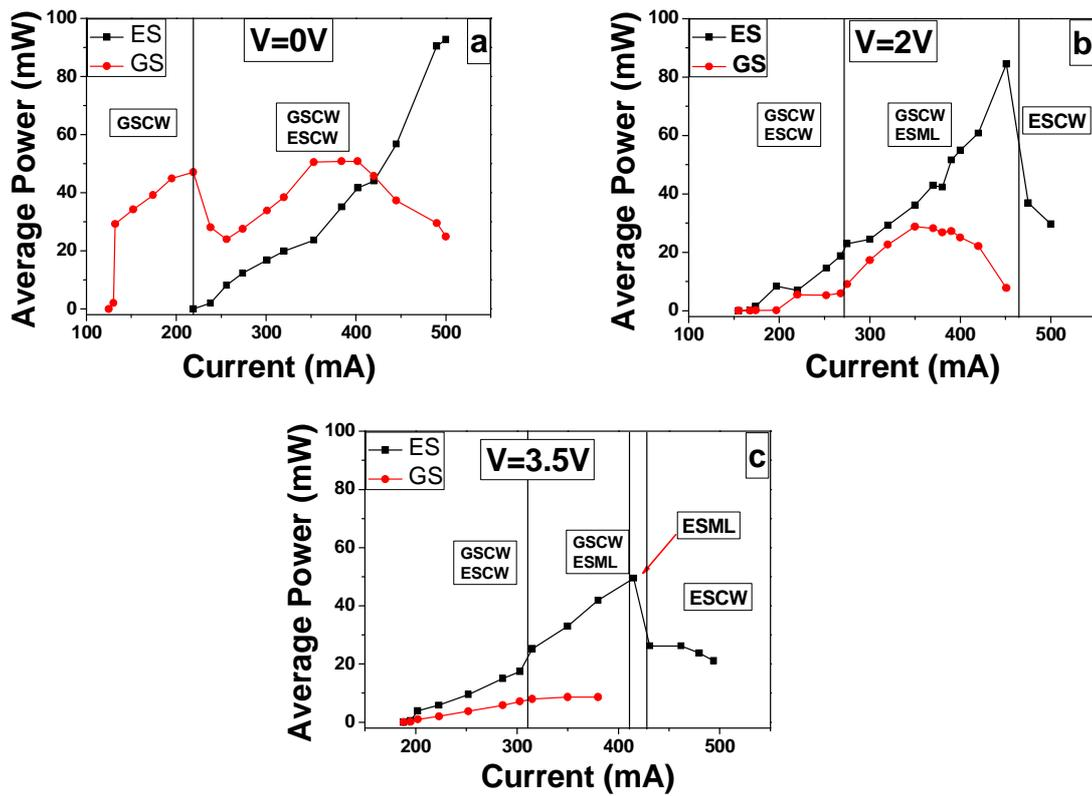 V=0V
a
ES
GS
GSCW
GSCW
ESCW
100
80
60
40
20
0
100 200 300 400 500
Average Power (mW)
Current (mA)
V=2V
b
ES
GS
GSCW
ESCW
GSCW
ESML
ESCW
100
80
60
40
20
0
100 200 300 400 500
Average Power (mW)
Current (mA)
V=3.5V
c
ES
GS
GSCW
ESCW
GSCW
ESML
ESML
ESCW
100
80
60
40
20
0
200 300 400 500
Average Power (mW)
Current (mA)